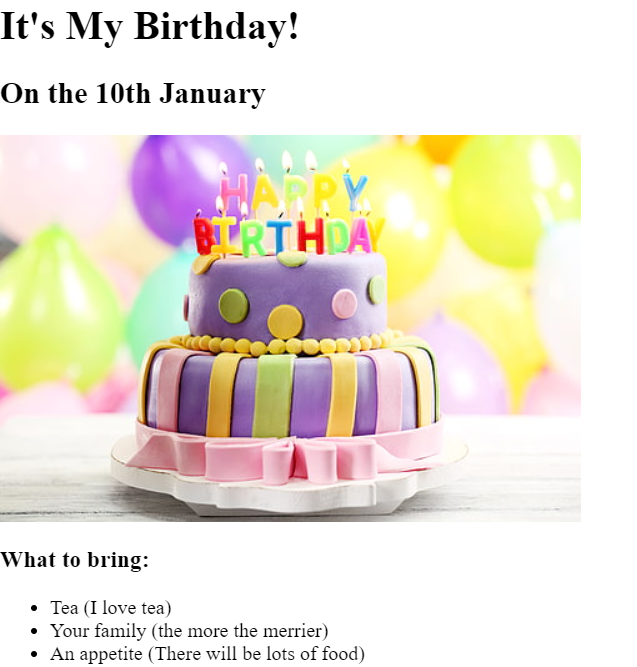 It's My Birthday!
On the 10th January
HAPPY
BIRTHDAY
What to bring:
Tea (I love tea)
Your family (the more the merrier)
An appetite (There will be lots of food)